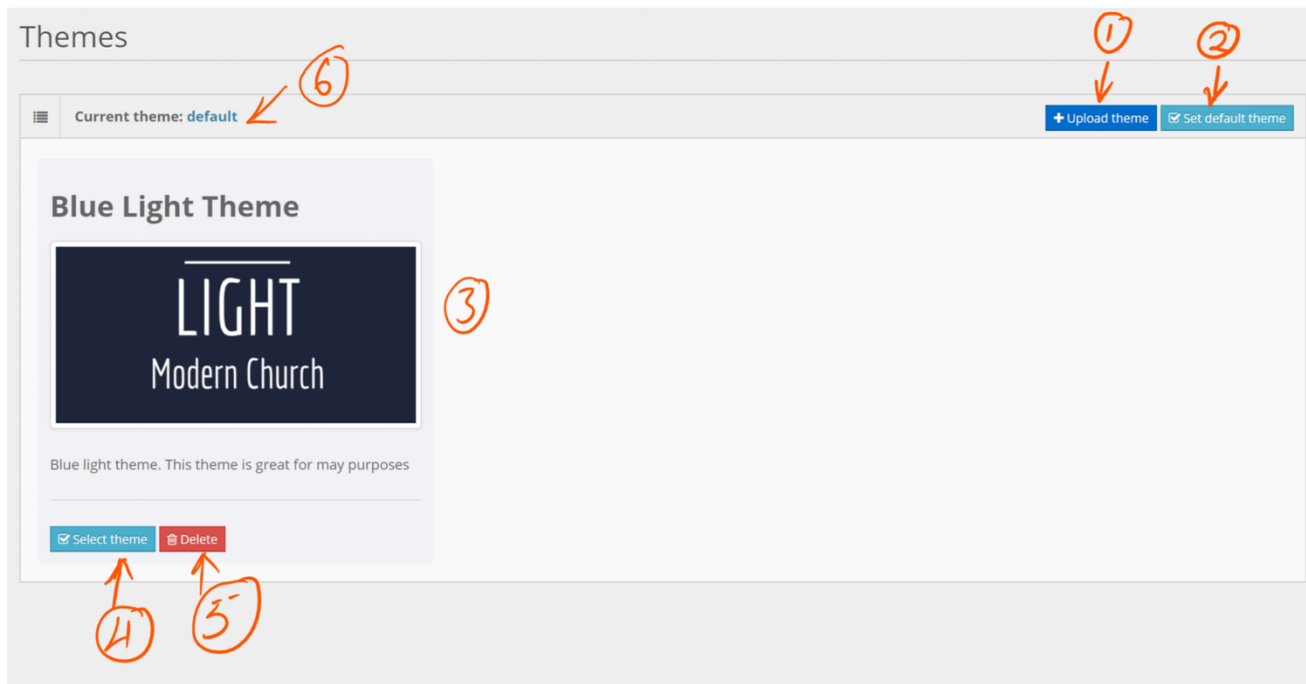 Themes
1
2
6
Current theme: default
Upload theme
Set default theme
Blue Light Theme
LIGHT
Modern Church
3
Blue light theme. This theme is great for may purposes
Select theme
Delete
4
5